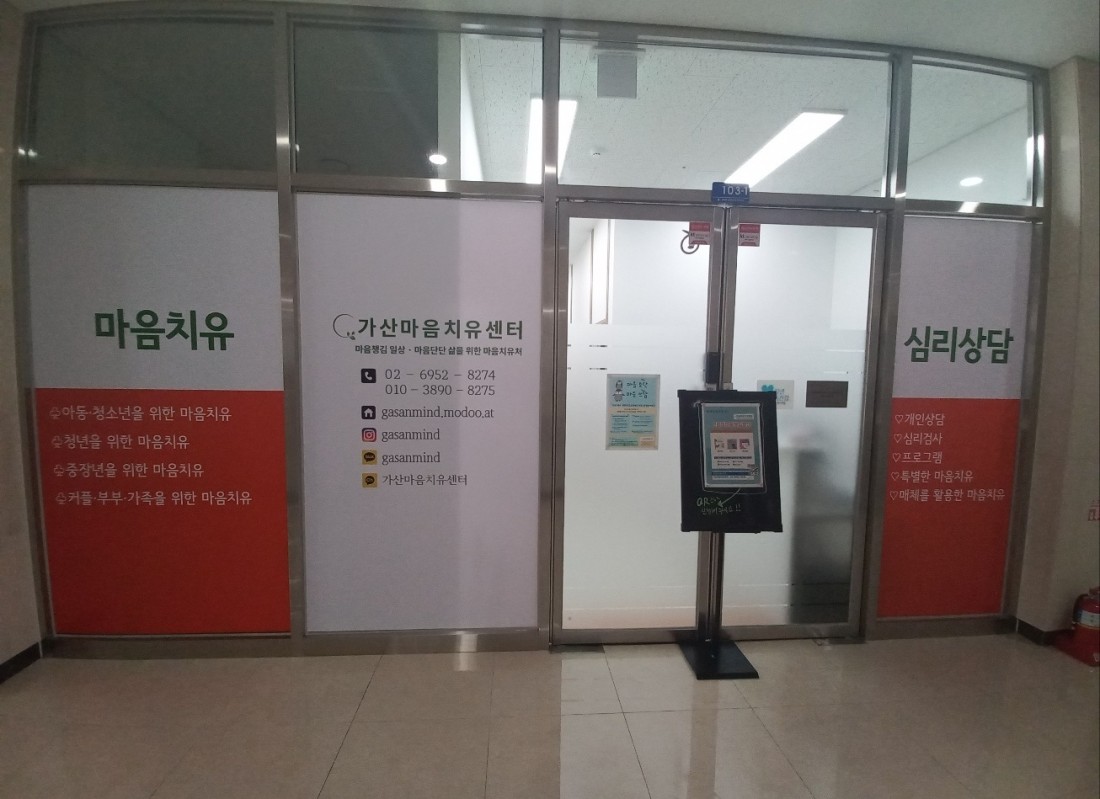 103-1
마음치유
♧아동·청소년을 위한 마음치유
♧청년을 위한 마음치유
♧중장년을 위한 마음치유
♧커플·부부·가족을 위한 마음치유
가산마음치유센터
마음챙김 일상 · 마음단단 삶을 위한 마음치유처
02 - 6952 - 8274
010 - 3890 - 8275
gasanmind.modoo.at
gasanmind
gasanmind
가산마음치유센터
QR
심리상담
♡개인상담
♡심리검사
♡프로그램
♡특별한 마음치유
♡매체를 활용한 마음치유